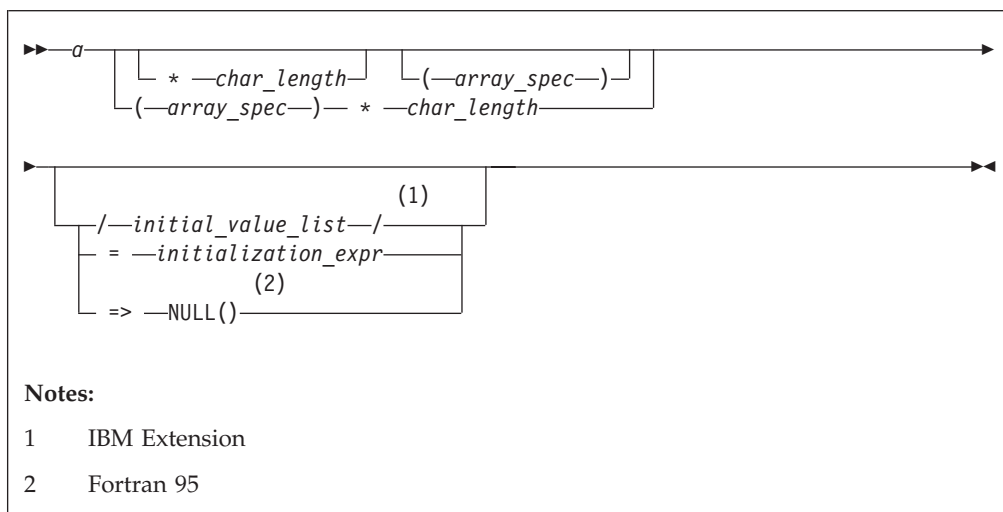 a
* char_length (array_spec)
(array_spec) * char_length
(1)
/initial_value_list/
= initialization_expr
(2)
=> NULL()
Notes:
1 IBM Extension
2 Fortran 95